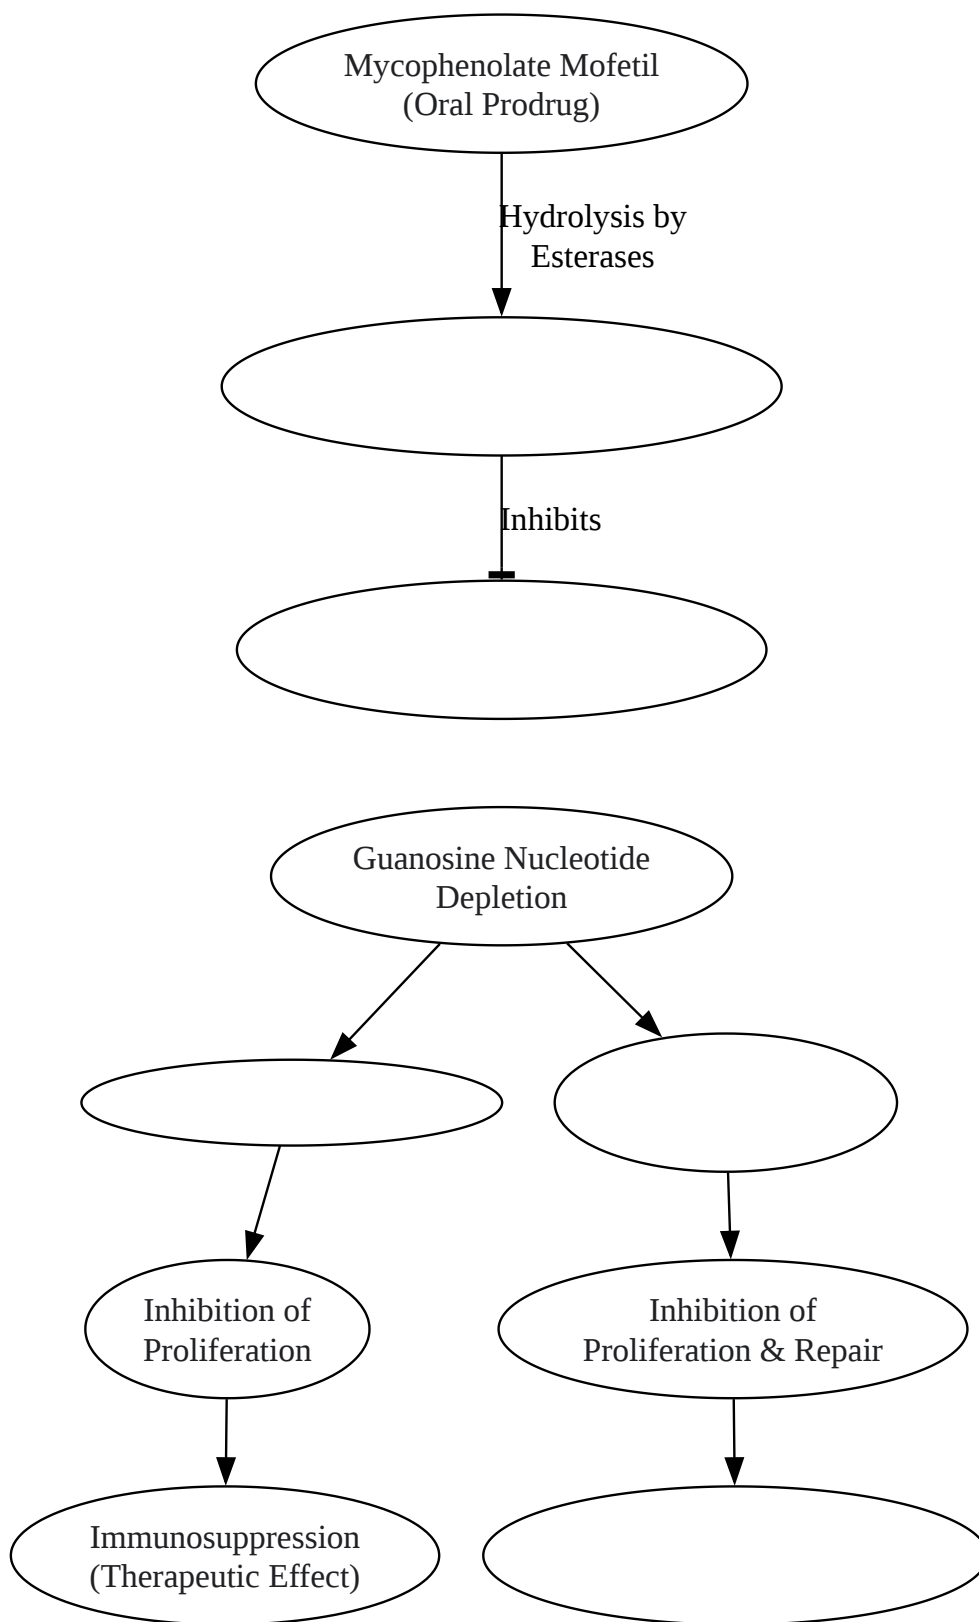 Mycophenolate Mofetil
(Oral Prodrug)
Hydrolysis by
Esterases
Inhibits
Guanosine Nucleotide
Depletion
Inhibition of
Proliferation
Inhibition of
Proliferation & Repair
Immunosuppression
(Therapeutic Effect)